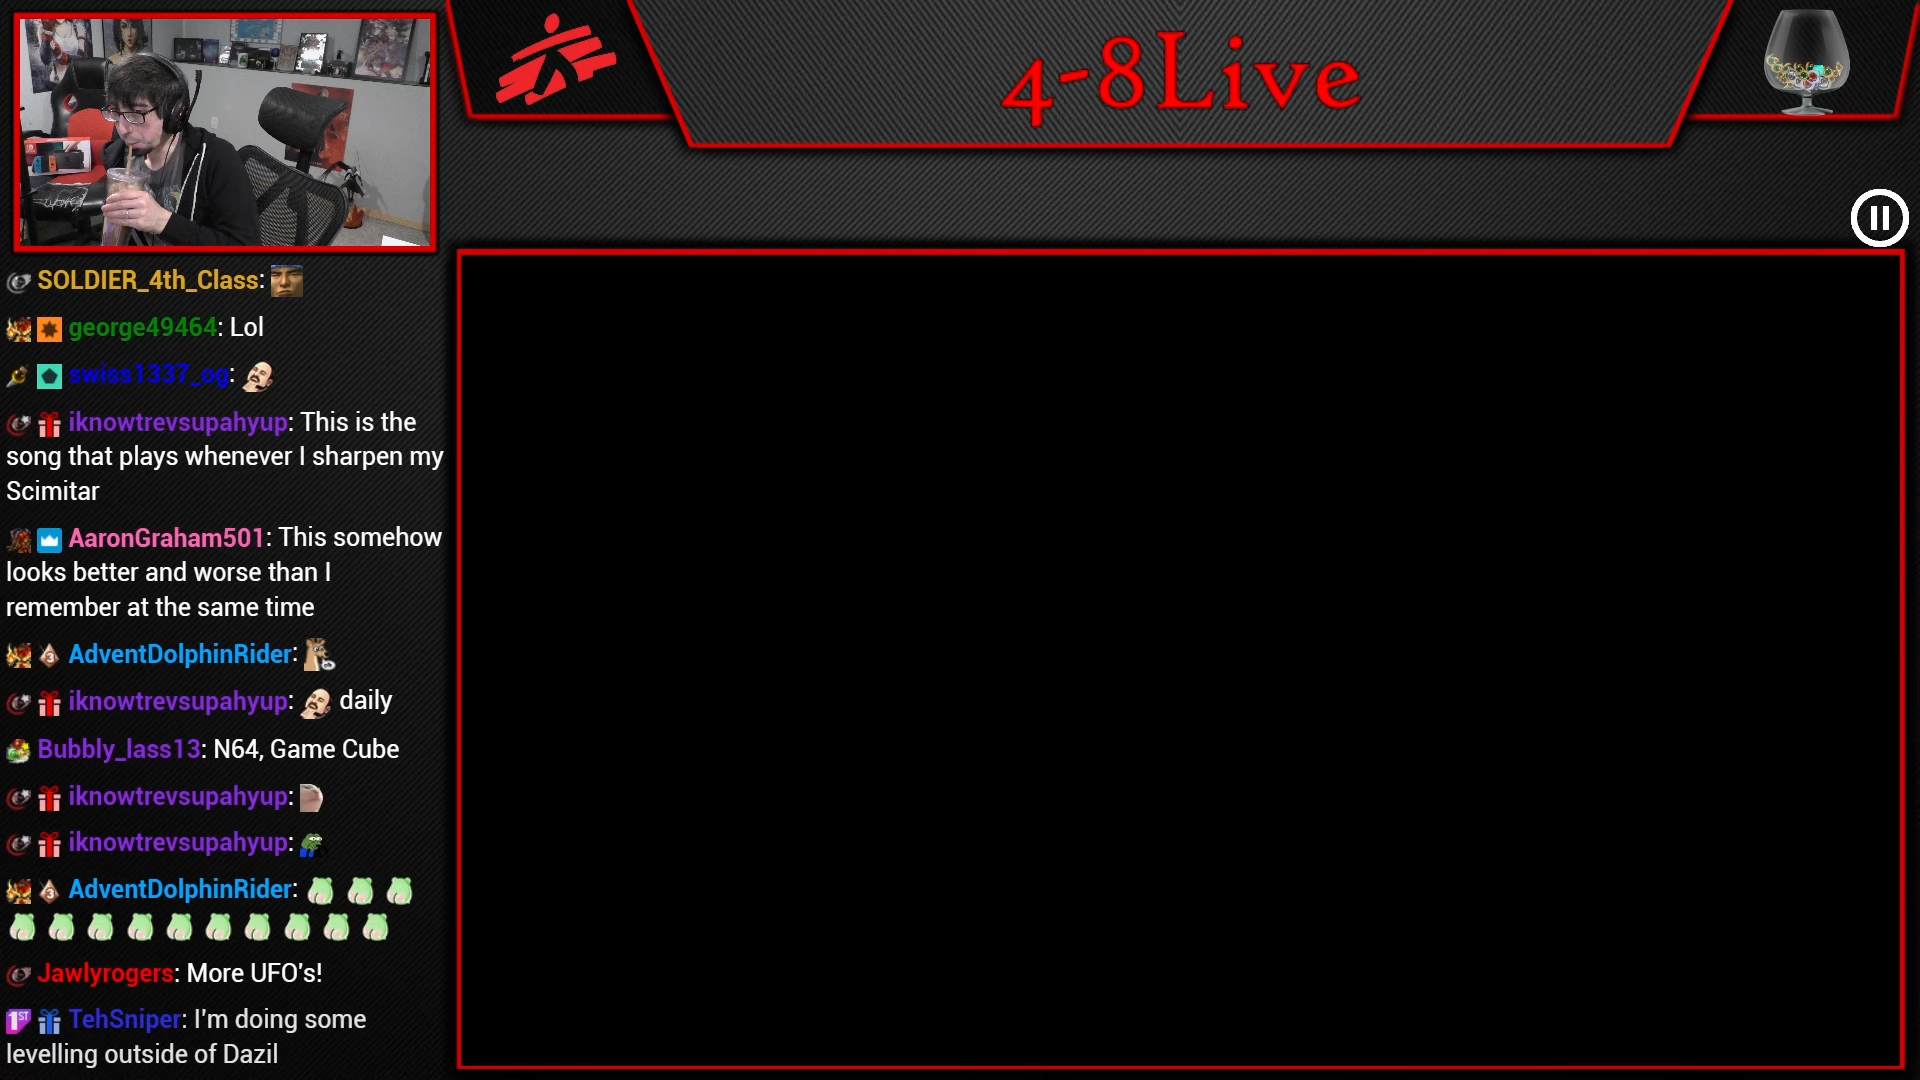 4-8Live
SOLDIER_4th_Class:
george49464: Lol
swiss1337_og:
iknowtrevsupahyup: This is the
song that plays whenever I sharpen my
Scimitar
AaronGraham501: This somehow
looks better and worse than I
remember at the same time
AdventDolphinRider:
iknowtrevsupahyup: daily
Bubbly_lass13: N64, Game Cube
iknowtrevsupahyup:
iknowtrevsupahyup:
3 AdventDolphinRider:
Jawlyrogers: More UFO's!
1ST TehSniper: I'm doing some
levelling outside of Dazil